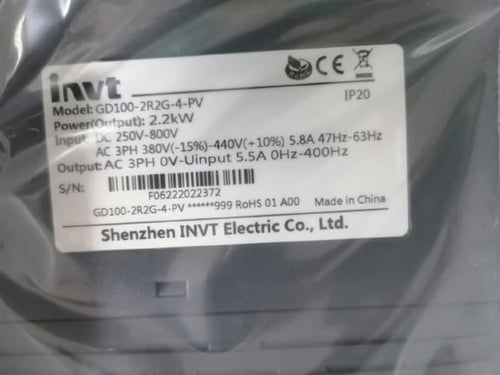 invt
CE
Model: GD100-2R2G-4-PV
IP20
Power(Output): 2.2kW
Input: DC 250V-800V
AC 3PH 380V(-15%)-440V(+10%) 5.8A 47Hz-63Hz
Output: AC 3PH 0V-Uinput 5.5A 0Hz-400Hz
S/N:
F06222022372
GD100-2R2G-4-PV ******999 RoHS 01 A00 Made in China
Shenzhen INVT Electric Co., Ltd.